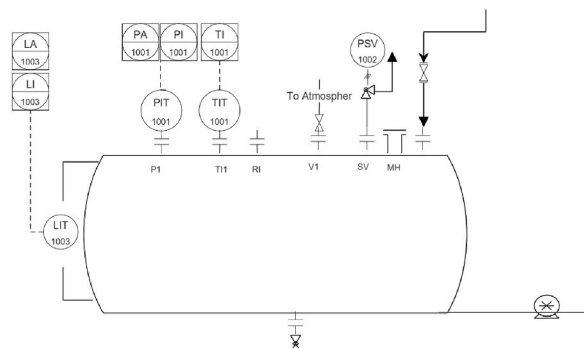 LA
1003
LI
1003
PA
1001
PI
1001
TI
1001
PIT
1001
TIT
1001
PSV
1002
To Atmospher
P1
TI1
RI
V1
SV
MH
LIT
1003